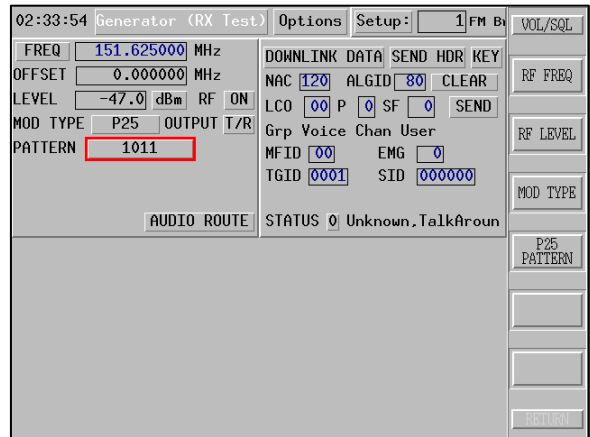 02:33:54 Generator (RX Test) Options Setup: 1 FM
FREQ 151.625000 MHz
OFFSET 0.000000 MHz
LEVEL -47.0 dBm RF ON
MOD TYPE P25 OUTPUT T/R
PATTERN 1011
AUDIO ROUTE
DOWNLINK DATA SEND HDR KEY
NAC 120 ALGID 80 CLEAR
LCO 00 P 0 SF 0 SEND
Grp Voice Chan User
MFID 00 EMG 0
TGID 0001 SID 000000
STATUS 0 Unknown,TalkAroun
VOL/SQL
RF FREQ
RF LEVEL
MOD TYPE
P25
PATTERN
RETURN